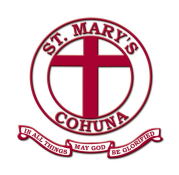 ST. MARY'S
COHUNA
IN ALL THINGS MAY GOD BE GLORIFIED